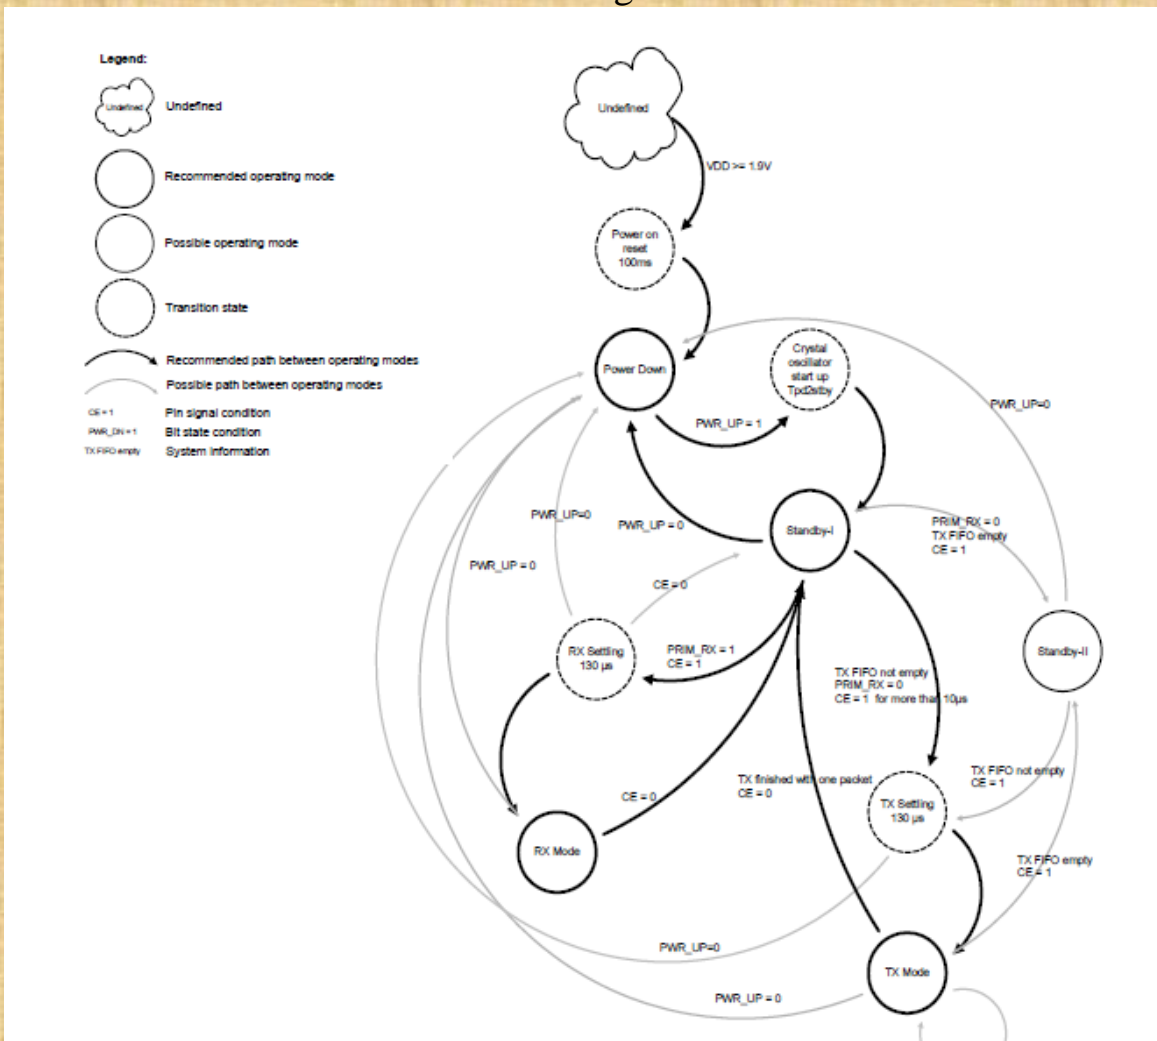 Legend:
Undefined
Undefined
Recommended operating mode
Possible operating mode
Transition state
Recommended path between operating modes
Possible path between operating modes
CE = 1
Pin signal condition
PWR_DN = 1
Bit state condition
TX FIFO empty
System information
Undefined
VDD >= 1.9V
Power on
reset
100ms
Power Down
Crystal
oscillator
start up
Tpd2stby
PWR_UP = 1
PWR_UP=0
PWR_UP=0
PWR_UP = 0
Standby-I
PRIM_RX = 0
TX FIFO empty
CE = 1
PWR_UP = 0
CE = 0
RX Settling
130 µs
PRIM_RX = 1
CE = 1
Standby-II
TX FIFO not empty
PRIM_RX = 0
CE = 1 for more than 10µs
TX finished with one packet
CE = 0
CE = 0
TX FIFO not empty
CE = 1
TX Settling
130 µs
RX Mode
TX FIFO empty
CE = 1
PWR_UP=0
TX Mode
PWR_UP = 0